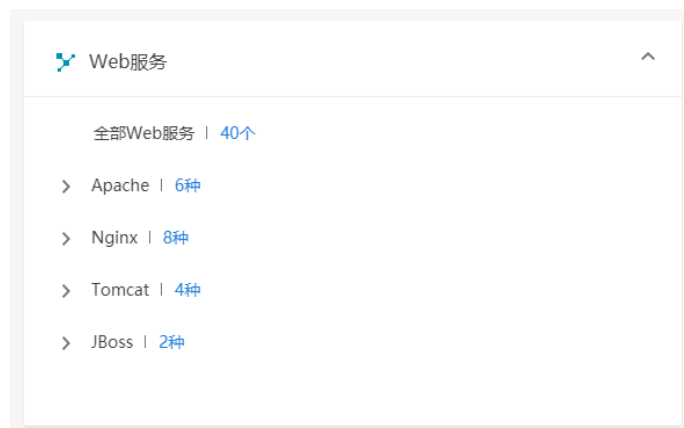 Web服务
全部Web服务 | 40个
Apache | 6种
Nginx | 8种
Tomcat | 4种
JBoss | 2种